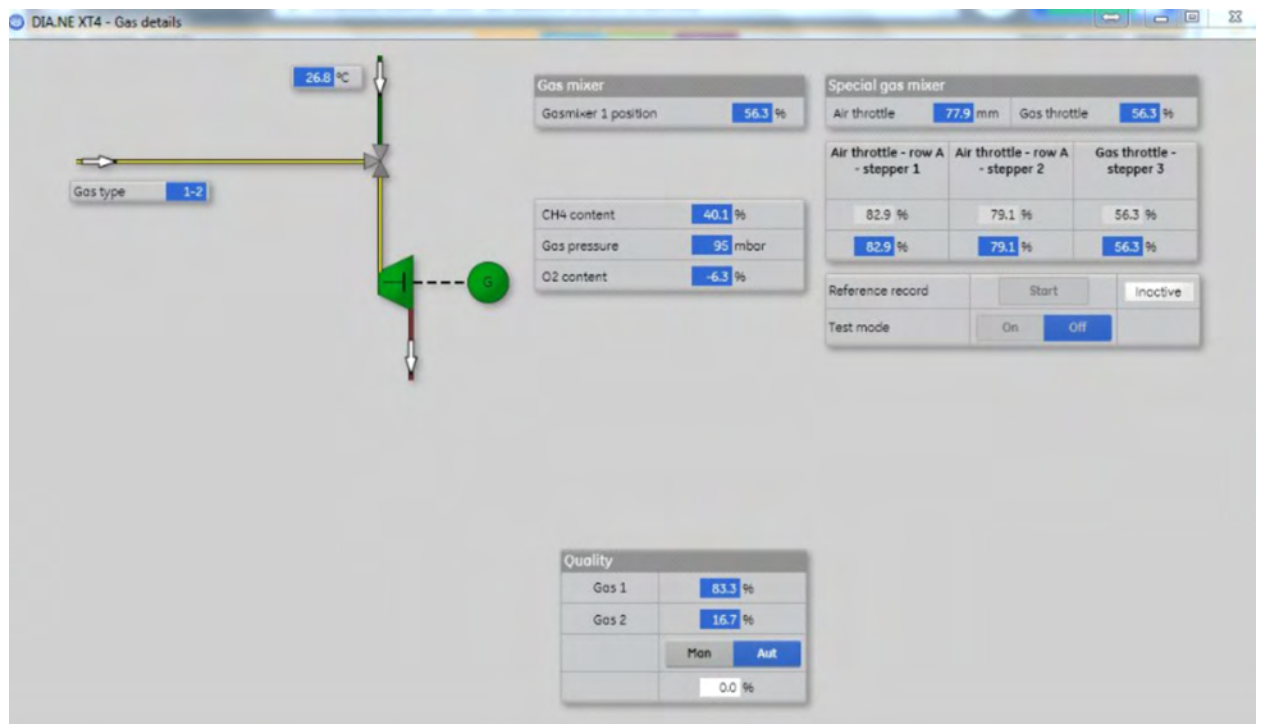 DIA.NE XT4 - Gas details
26.8 °C
Gas type 1-2
G
Gas mixer
Gasmixer 1 position 56.3 %
CH4 content 40.1 %
Gas pressure 95 mbar
O2 content -6.3 %
Special gas mixer
Air throttle 77.9 mm Gas throttle 56.3 %
Air throttle - row A - stepper 1
Air throttle - row A - stepper 2
Gas throttle - stepper 3
82.9 % 79.1 % 56.3 %
82.9 % 79.1 % 56.3 %
Reference record Start Inactive
Test mode On Off
Quality
Gas 1 83.3 %
Gas 2 16.7 %
Man Aut
0.0 %